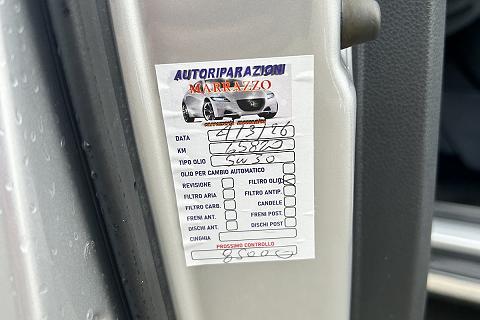 AUTORIPARAZIONI
MARRAZZO
DATA 4/3/26
KM 65820
TIPO OLIO 5W30
OLIO PER CAMBIO AUTOMATICO
REVISIONE FILTRO OLIO
FILTRO ARIA FILTRO ANTIP.
FILTRO CARB. CANDELE
FRENI ANT. FRENI POST.
DISCHI ANT. DISCHI POST
CINGHIA
PROSSIMO CONTROLLO
85000